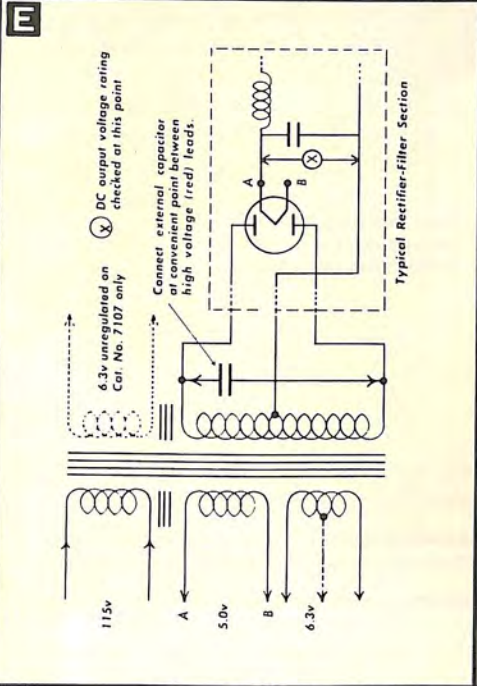 E
6.3v unregulated on
Cat. No. 7107 only
X DC output voltage rating
checked at this point
Connect external capacitor
at convenient point between
high voltage (red) leads.
115v
A
5.0v
B
6.3v
A
B
X
Typical Rectifier-Filter Section